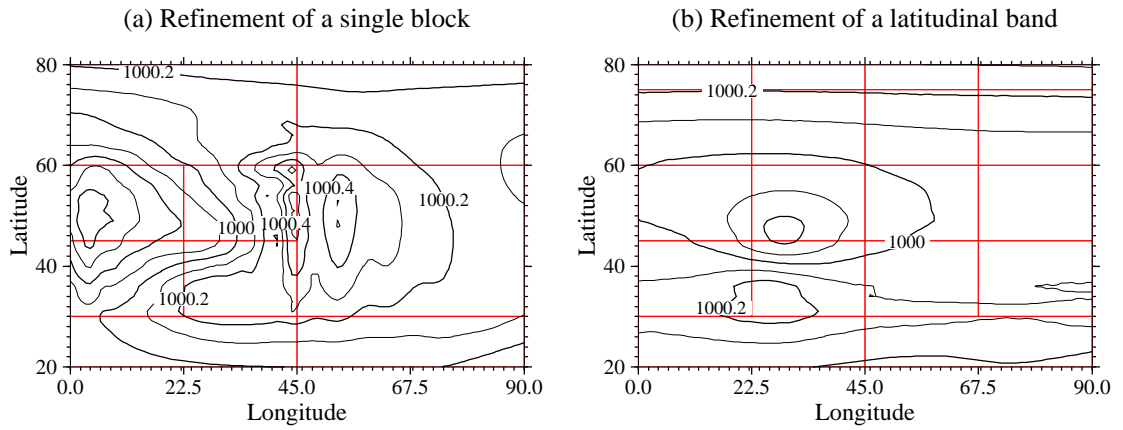 (a) Refinement of a single block
80
60
40
20
Latitude
1000.2
1000.4
1000.2
1000
1000.4
1000.2
0.0 22.5 45.0 67.5 90.0
Longitude
(b) Refinement of a latitudinal band
80
60
40
20
Latitude
1000.2
1000
1000.2
0.0 22.5 45.0 67.5 90.0
Longitude